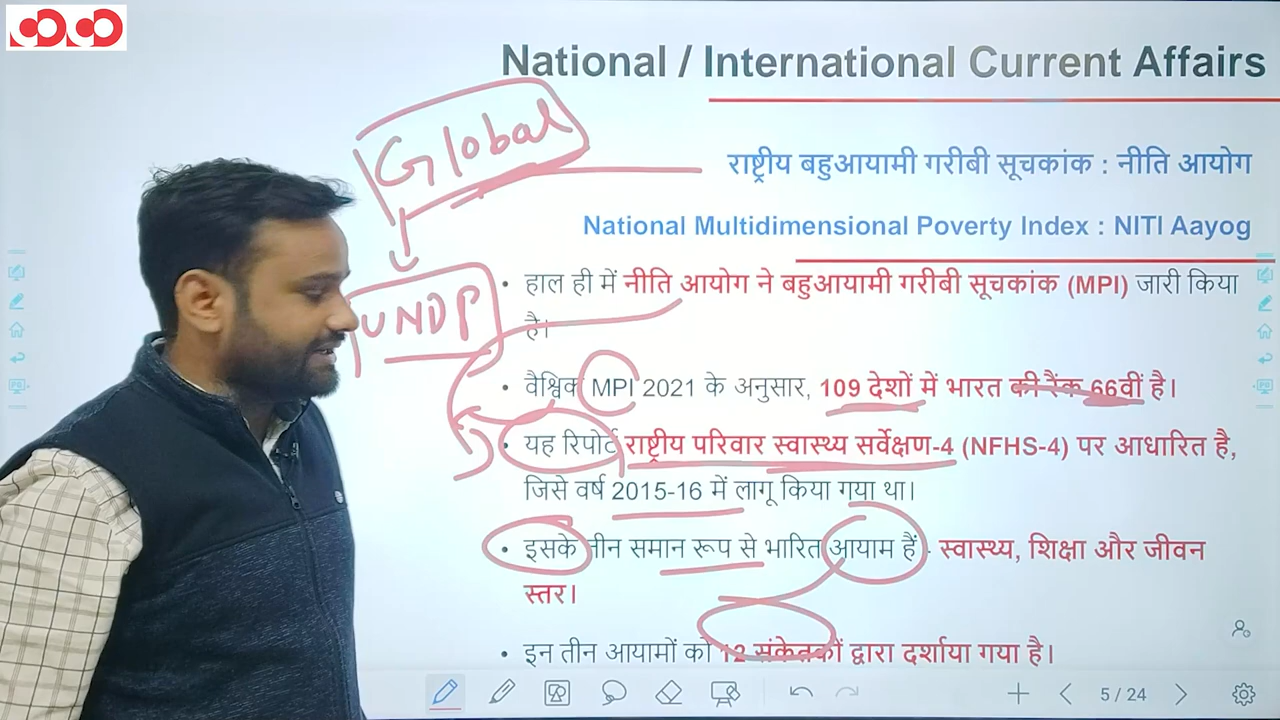 National / International Current Affairs
Global
राष्ट्रीय बहुआयामी गरीबी सूचकांक : नीति आयोग
National Multidimensional Poverty Index : NITI Aayog
UNDP
• हाल ही में नीति आयोग ने बहुआयामी गरीबी सूचकांक (MPI) जारी किया
है।
• वैश्विक MPI 2021 के अनुसार, 109 देशों में भारत की रैंक 66वीं है।
• यह रिपोर्ट राष्ट्रीय परिवार स्वास्थ्य सर्वेक्षण-4 (NFHS-4) पर आधारित है,
जिसे वर्ष 2015-16 में लागू किया गया था।
• इसके तीन समान रूप से भारित आयाम हैं - स्वास्थ्य, शिक्षा और जीवन
स्तर।
• इन तीन आयामों को 12 संकेतकों द्वारा दर्शाया गया है।
5 / 24